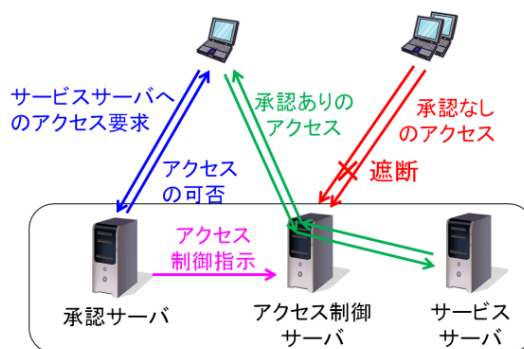 サービスサーバへ
のアクセス要求
承認ありの
アクセス
承認なし
のアクセス
アクセス
の可否
遮断
アクセス
制御指示
承認サーバ
アクセス制御
サーバ
サービス
サーバ